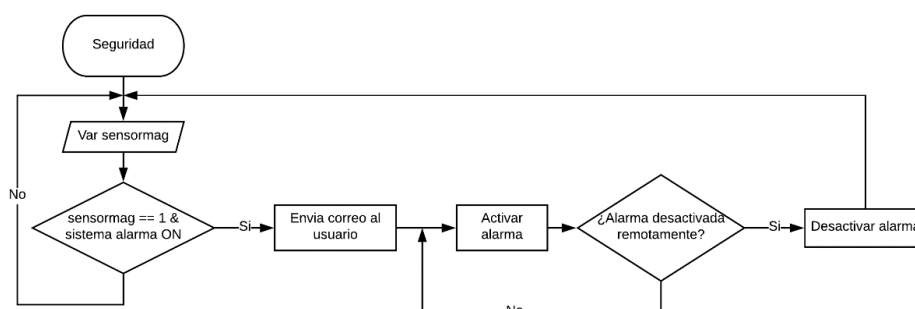 Seguridad
Var sensormag
No
sensormag == 1 &
sistema alarma ON
Si
Envia correo al
usuario
Activar
alarma
¿Alarma desactivada
remotamente?
Si
Desactivar alarma
No